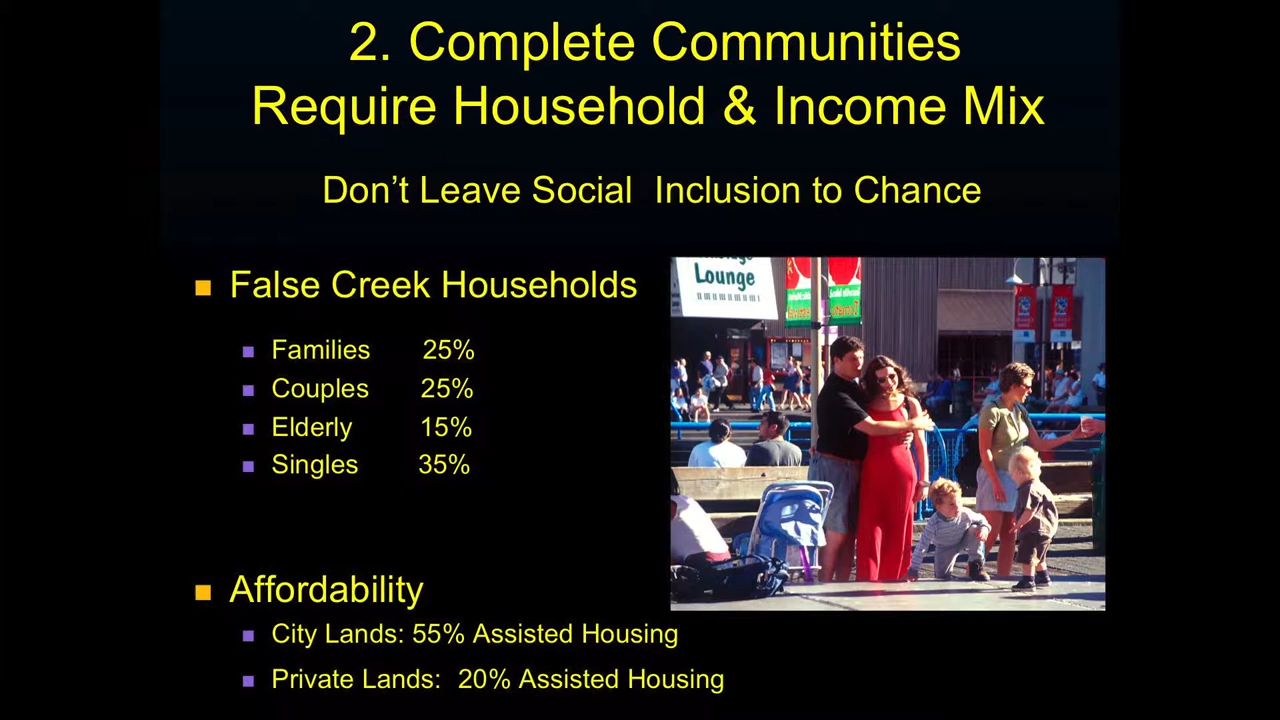 2. Complete Communities
Require Household & Income Mix
Don’t Leave Social Inclusion to Chance
False Creek Households
Families 25%
Couples 25%
Elderly 15%
Singles 35%
Lounge
Affordability
City Lands: 55% Assisted Housing
Private Lands: 20% Assisted Housing